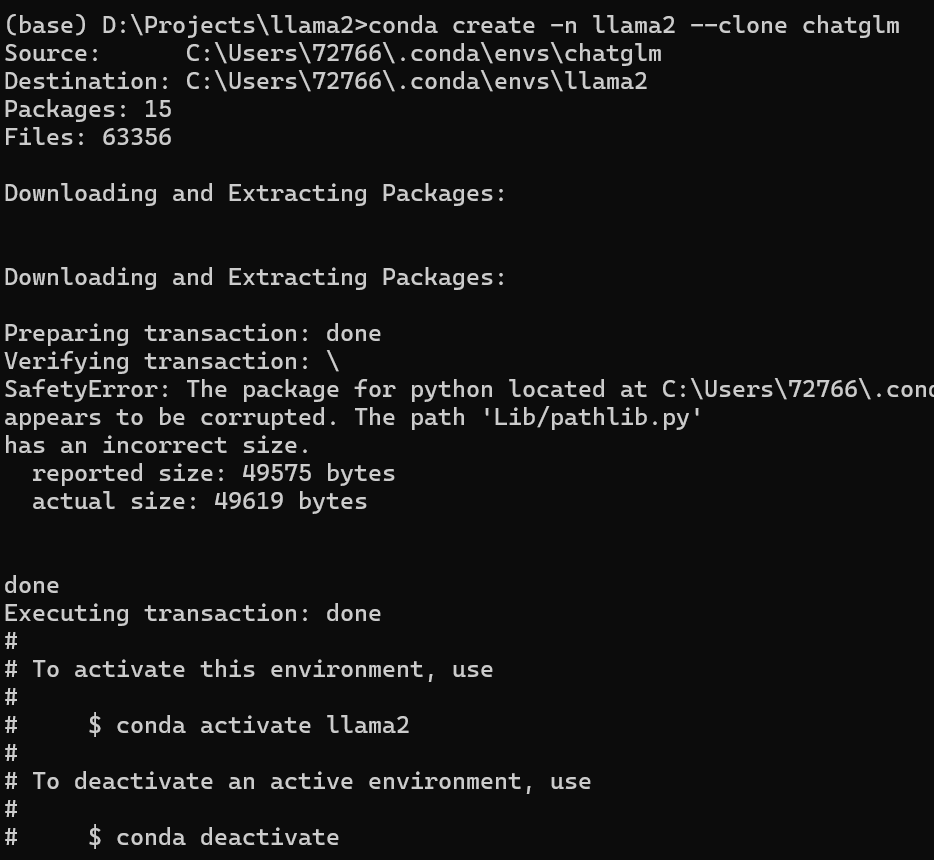 (base) D:\Projects\llama2>conda create -n llama2 --clone chatglm
Source:      C:\Users\72766\.conda\envs\chatglm
Destination: C:\Users\72766\.conda\envs\llama2
Packages: 15
Files: 63356
Downloading and Extracting Packages:
Downloading and Extracting Packages:
Preparing transaction: done
Verifying transaction: \
SafetyError: The package for python located at C:\Users\72766\.cond
appears to be corrupted. The path 'Lib/pathlib.py'
has an incorrect size.
  reported size: 49575 bytes
  actual size: 49619 bytes
done
Executing transaction: done
#
# To activate this environment, use
#
#     $ conda activate llama2
#
# To deactivate an active environment, use
#
#     $ conda deactivate